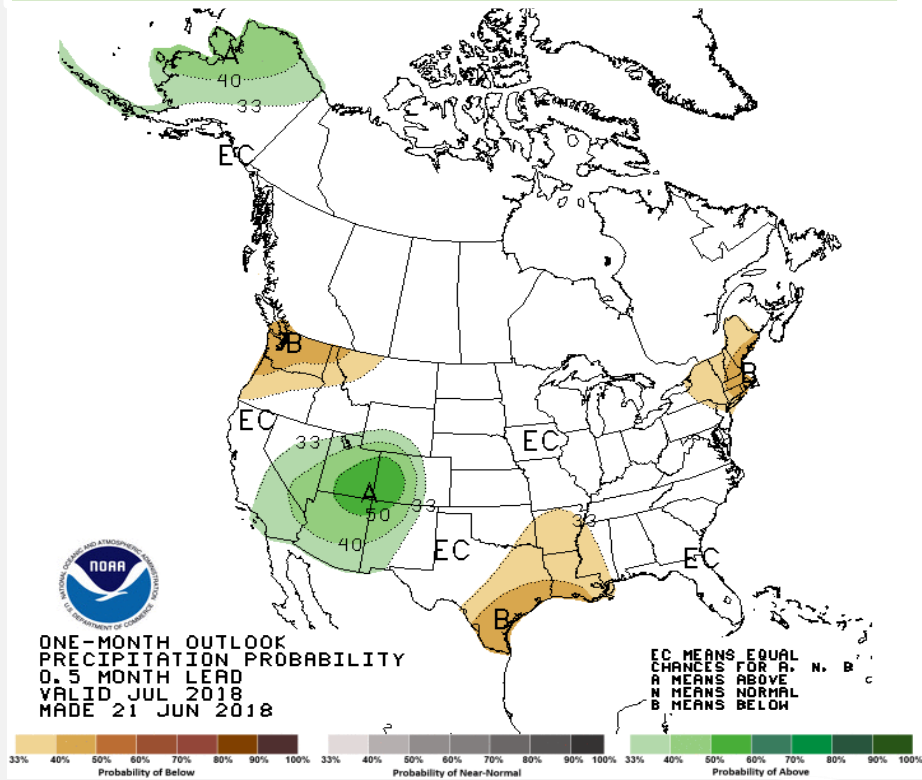 A
40
33
EC
B
B
EC
33
EC
A
33
50
33
40
EC
EC
B
NATIONAL OCEANIC AND ATMOSPHERIC ADMINISTRATION
NOAA
U.S. DEPARTMENT OF COMMERCE
ONE-MONTH OUTLOOK
PRECIPITATION PROBABILITY
0.5 MONTH LEAD
VALID JUL 2018
MADE 21 JUN 2018
EC MEANS EQUAL
CHANCES FOR A, N, B
A MEANS ABOVE
N MEANS NORMAL
B MEANS BELOW
33% 40% 50% 60% 70% 80% 90% 100%
Probability of Below
33% 40% 50% 60% 70% 80% 90% 100%
Probability of Near-Normal
33% 40% 50% 60% 70% 80% 90% 100%
Probability of Above